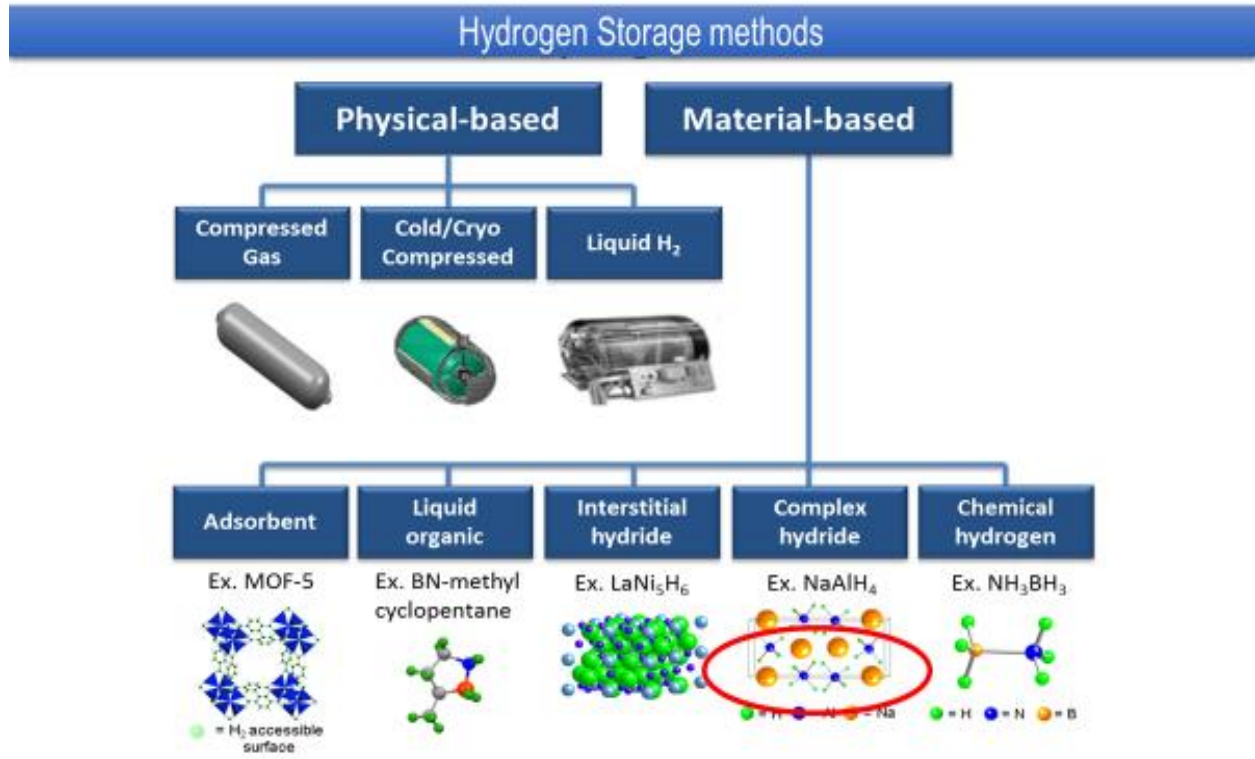 Hydrogen Storage methods
Physical-based
Material-based
Compressed
Gas
Cold/Cryo
Compressed
Liquid H₂
Adsorbent
Liquid
organic
Interstitial
hydride
Complex
hydride
Chemical
hydrogen
Ex. MOF-5
Ex. BN-methyl
cyclopentane
Ex. LaNi₅H₆
Ex. NaAlH₄
Ex. NH₃BH₃
= H₂ accessible
surface
= H = Al = Na
= H = N = B